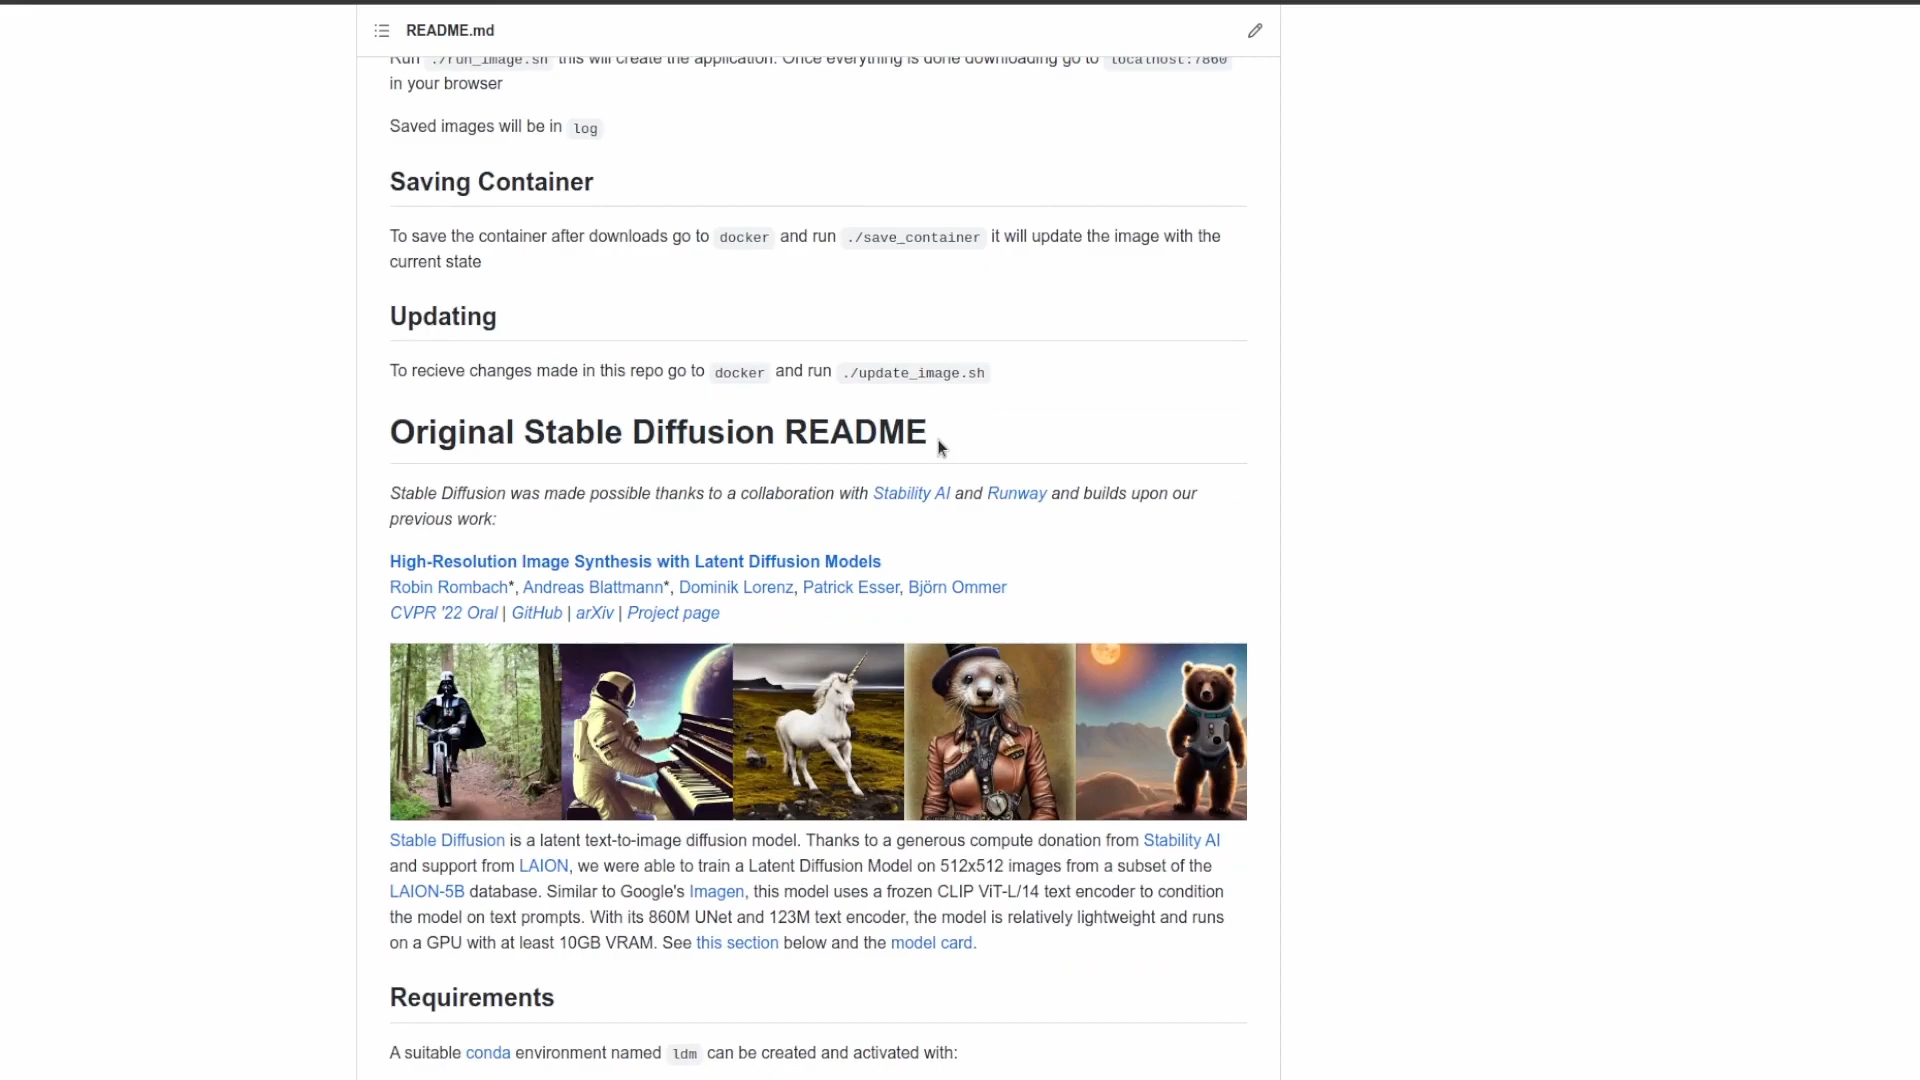 README.md
Run ./run_image.sh this will create the application. Once everything is done downloading go to localhost:7860
in your browser
Saved images will be in log
Saving Container
To save the container after downloads go to docker and run ./save_container it will update the image with the
current state
Updating
To recieve changes made in this repo go to docker and run ./update_image.sh
Original Stable Diffusion README
Stable Diffusion was made possible thanks to a collaboration with Stability AI and Runway and builds upon our
previous work:
High-Resolution Image Synthesis with Latent Diffusion Models
Robin Rombach*, Andreas Blattmann*, Dominik Lorenz, Patrick Esser, Björn Ommer
CVPR '22 Oral | GitHub | arXiv | Project page
Stable Diffusion is a latent text-to-image diffusion model. Thanks to a generous compute donation from Stability AI
and support from LAION, we were able to train a Latent Diffusion Model on 512x512 images from a subset of the
LAION-5B database. Similar to Google's Imagen, this model uses a frozen CLIP ViT-L/14 text encoder to condition
the model on text prompts. With its 860M UNet and 123M text encoder, the model is relatively lightweight and runs
on a GPU with at least 10GB VRAM. See this section below and the model card.
Requirements
A suitable conda environment named ldm can be created and activated with: